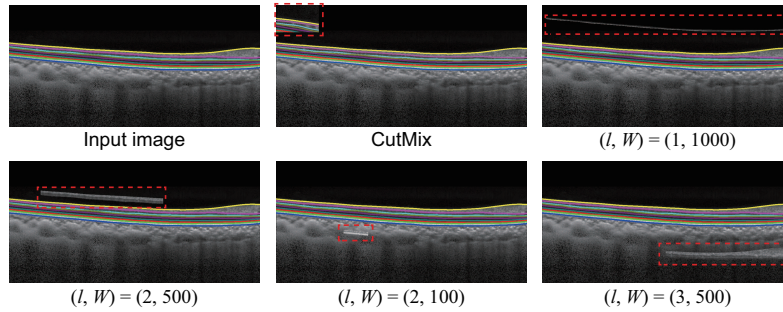 Input image
CutMix
(l, W) = (1, 1000)
(l, W) = (2, 500)
(l, W) = (2, 100)
(l, W) = (3, 500)